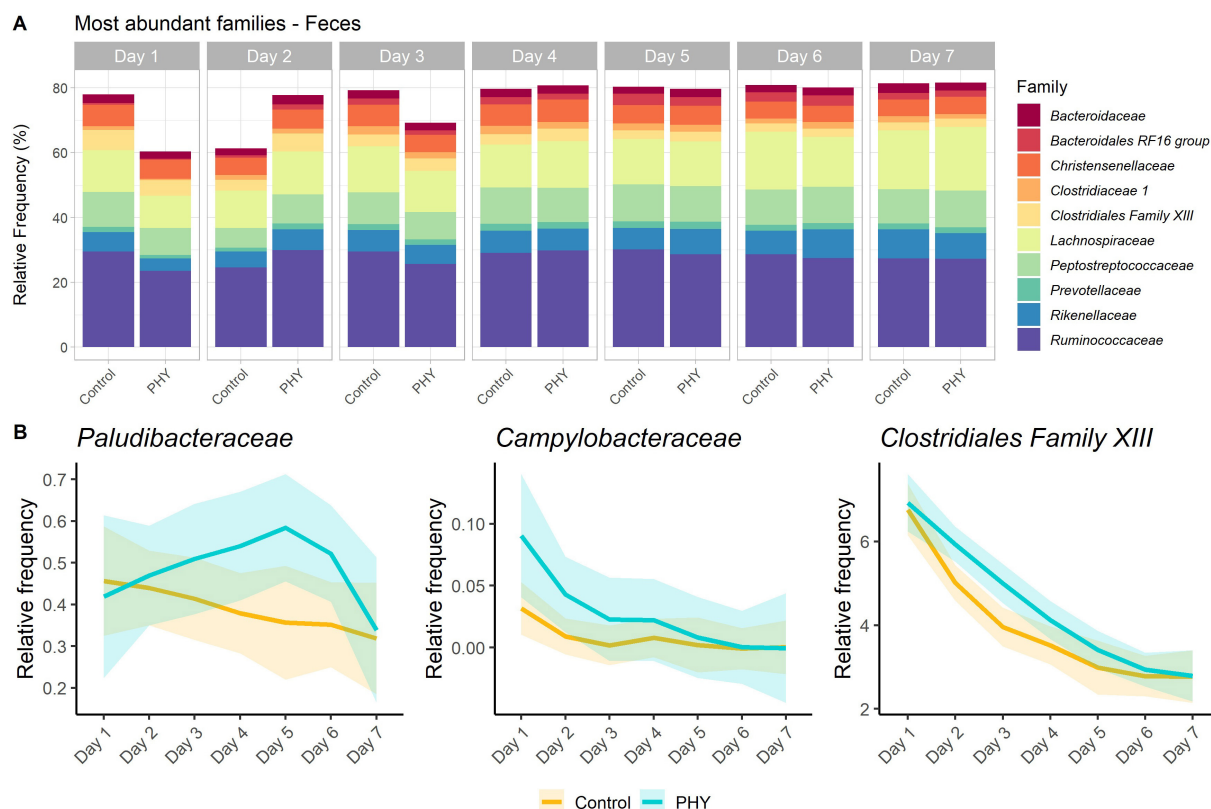 A
Most abundant families - Feces
Day 1 Day 2 Day 3 Day 4 Day 5 Day 6 Day 7
Relative Frequency (%)
80
60
40
20
0
Control PHY Control PHY Control PHY Control PHY Control PHY Control PHY Control PHY
Family
Bacteroidaceae
Bacteroidales RF16 group
Christensenellaceae
Clostridiaceae 1
Clostridiales Family XIII
Lachnospiraceae
Peptostreptococcaceae
Prevotellaceae
Rikenellaceae
Ruminococcaceae
B
Paludibacteraceae
Relative frequency
0.7
0.6
0.5
0.4
0.3
0.2
Day 1 Day 2 Day 3 Day 4 Day 5 Day 6 Day 7
Campylobacteraceae
Relative frequency
0.10
0.05
0.00
Day 1 Day 2 Day 3 Day 4 Day 5 Day 6 Day 7
Clostridiales Family XIII
Relative frequency
6
4
2
Day 1 Day 2 Day 3 Day 4 Day 5 Day 6 Day 7
Control PHY